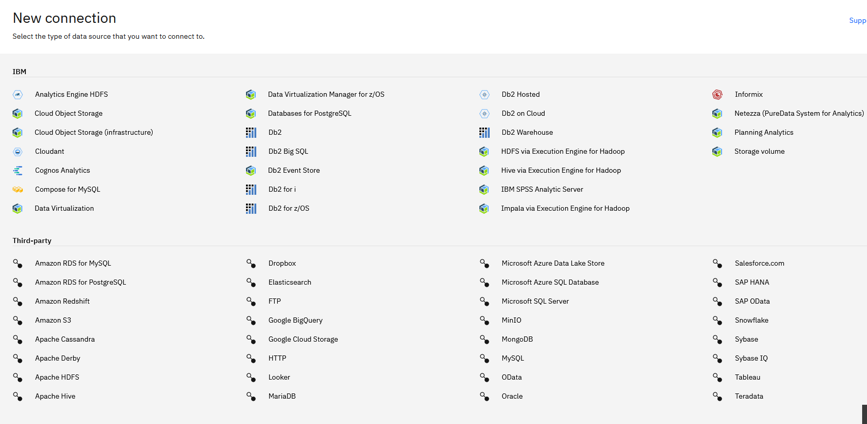 New connection
Supp
Select the type of data source that you want to connect to.
IBM
Analytics Engine HDFS
Cloud Object Storage
Cloud Object Storage (infrastructure)
Cloudant
Cognos Analytics
Compose for MySQL
Data Virtualization
Data Virtualization Manager for z/OS
Databases for PostgreSQL
Db2
Db2 Big SQL
Db2 Event Store
Db2 for i
Db2 for z/OS
Db2 Hosted
Db2 on Cloud
Db2 Warehouse
HDFS via Execution Engine for Hadoop
Hive via Execution Engine for Hadoop
IBM SPSS Analytic Server
Impala via Execution Engine for Hadoop
Informix
Netezza (PureData System for Analytics)
Planning Analytics
Storage volume
Third-party
Amazon RDS for MySQL
Amazon RDS for PostgreSQL
Amazon Redshift
Amazon S3
Apache Cassandra
Apache Derby
Apache HDFS
Apache Hive
Dropbox
Elasticsearch
FTP
Google BigQuery
Google Cloud Storage
HTTP
Looker
MariaDB
Microsoft Azure Data Lake Store
Microsoft Azure SQL Database
Microsoft SQL Server
MinIO
MongoDB
MySQL
OData
Oracle
Salesforce.com
SAP HANA
SAP OData
Snowflake
Sybase
Sybase IQ
Tableau
Teradata